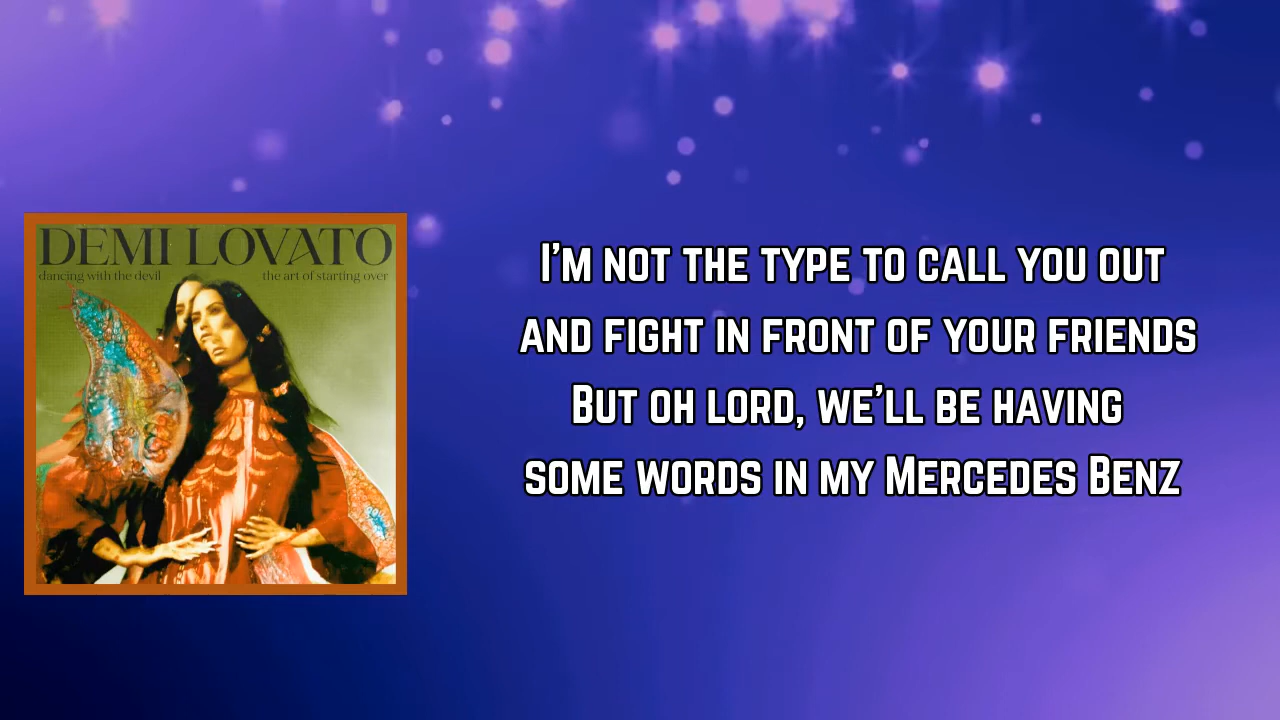 DEMI LOVATO
dancing with the devil the art of starting over
I'M NOT THE TYPE TO CALL YOU OUT
AND FIGHT IN FRONT OF YOUR FRIENDS
BUT OH LORD, WE'LL BE HAVING
SOME WORDS IN MY MERCEDES BENZ